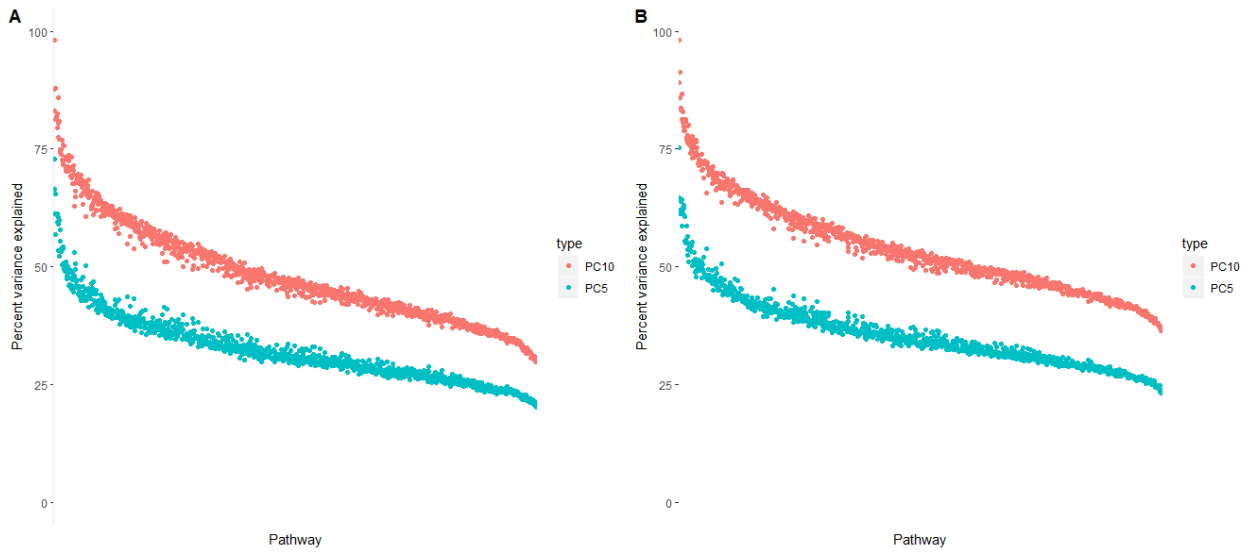 A
100
75
50
25
0
Percent variance explained
Pathway
type
PC10
PC5
B
100
75
50
25
0
Percent variance explained
Pathway
type
PC10
PC5